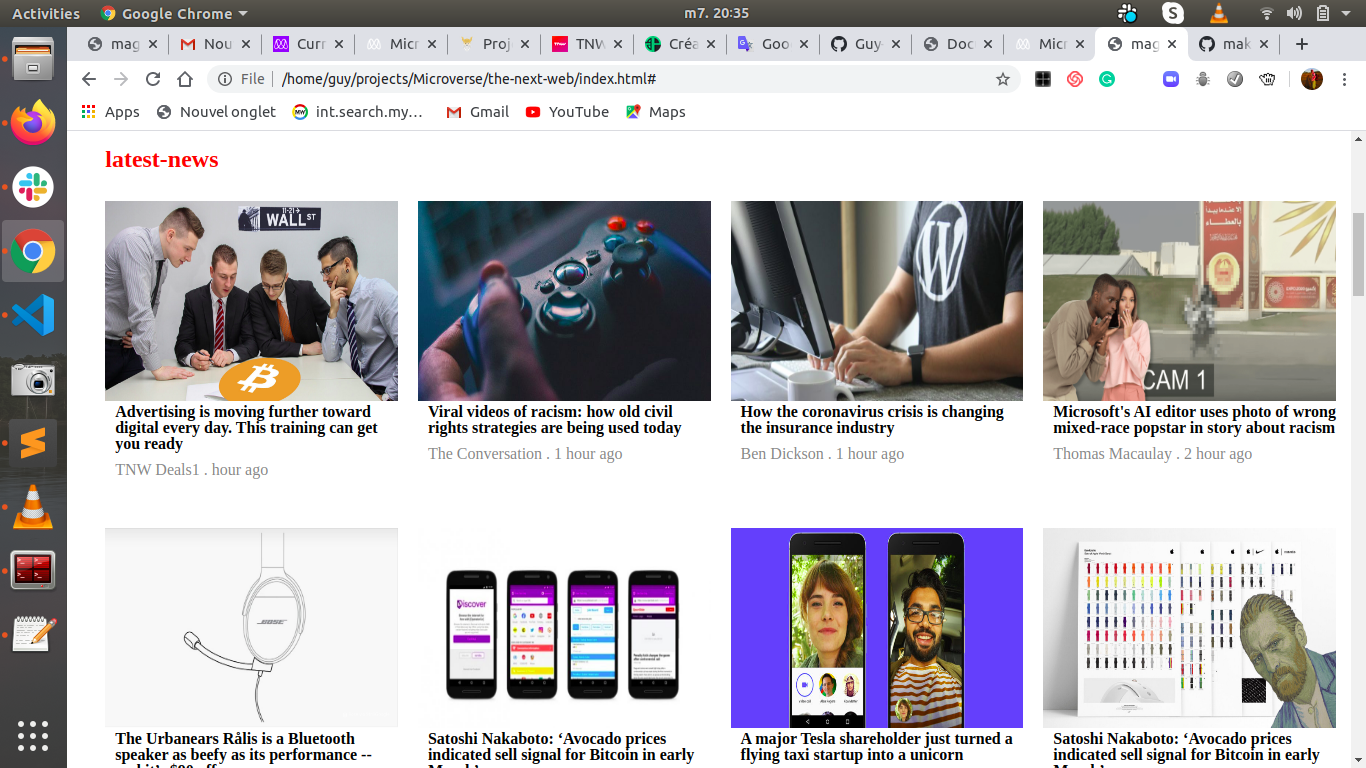 Activities
Google Chrome
m7. 20:35
mag
Nou
Curr
Micr
Proj
TNW
Créa
Goo
Guy-
Doc
Micr
mag
mak
File
/home/guy/projects/Microverse/the-next-web/index.html#
Apps
Nouvel onglet
int.search.my…
Gmail
YouTube
Maps
latest-news
WALL ST
CAM 1
Advertising is moving further toward
digital every day. This training can get
you ready
TNW Deals1 . hour ago
Viral videos of racism: how old civil
rights strategies are being used today
The Conversation . 1 hour ago
How the coronavirus crisis is changing
the insurance industry
Ben Dickson . 1 hour ago
Microsoft's AI editor uses photo of wrong
mixed-race popstar in story about racism
Thomas Macaulay . 2 hour ago
BOSE
Discover
The Urbanears Rålis is a Bluetooth
speaker as beefy as its performance --
Satoshi Nakaboto: ‘Avocado prices
indicated sell signal for Bitcoin in early
A major Tesla shareholder just turned a
flying taxi startup into a unicorn
Satoshi Nakaboto: ‘Avocado prices
indicated sell signal for Bitcoin in early